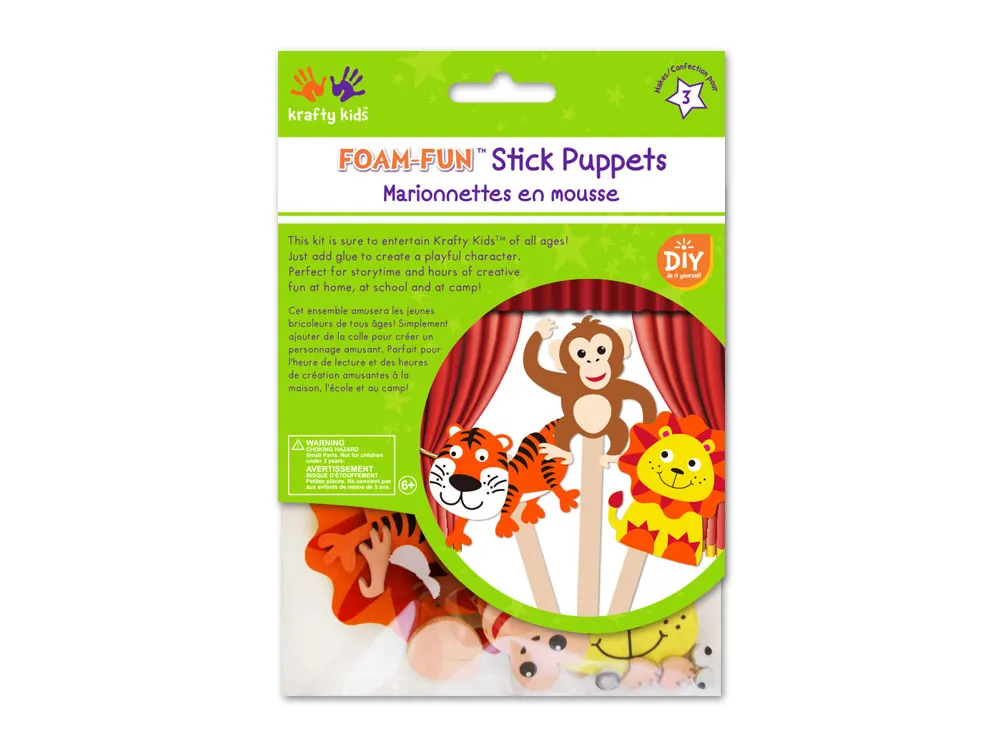 krafty kids™
Makes/Confection pour
3
FOAM-FUN™ Stick Puppets
Marionnettes en mousse
This kit is sure to entertain Krafty Kids™ of all ages!
Just add glue to create a playful character.
Perfect for storytime and hours of creative
fun at home, at school and at camp!
DIY
do it yourself
Cet ensemble amusera les jeunes
bricoleurs de tous âges! Simplement
ajouter de la colle pour créer un
personnage amusant. Parfait pour
l'heure de lecture et des heures
de création amusantes à la
maison, l'école et au camp!
WARNING
CHOKING HAZARD
Small Parts. Not for children
under 3 years.
AVERTISSEMENT
RISQUE D'ÉTOUFFEMENT
Petites pièces. Ne convient pas
aux enfants de moins de 3 ans.
6+